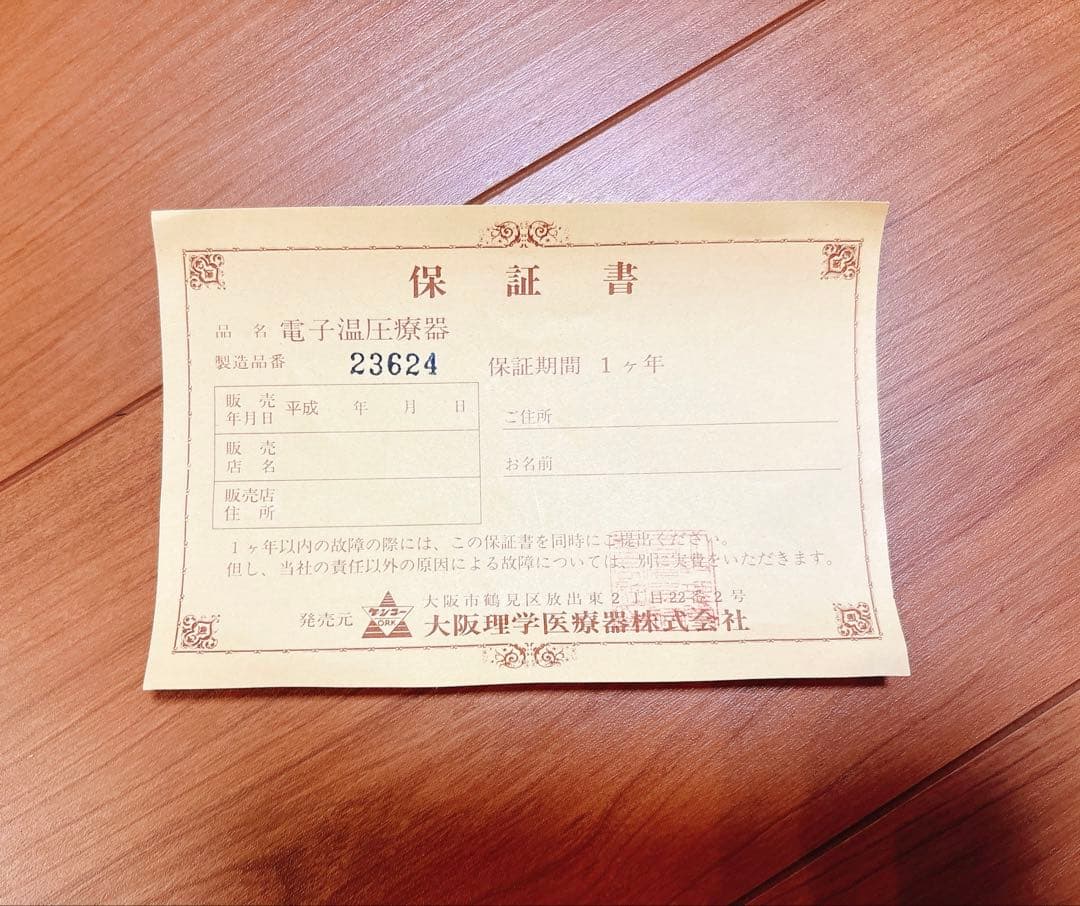 保証書
品名 電子温圧療器
製造品番 23624 保証期間 1ヶ年
販売年月日 平成 年 月 日
ご住所
販売店名
お名前
販売店住所
1ヶ年以内の故障の際には、この保証書を同時にご提出ください。
但し、当社の責任以外の原因による故障については、別に実費をいただきます。
大阪市鶴見区放出東2丁目22番2号
発売元 ケンコー ORK 大阪理学医療器株式会社